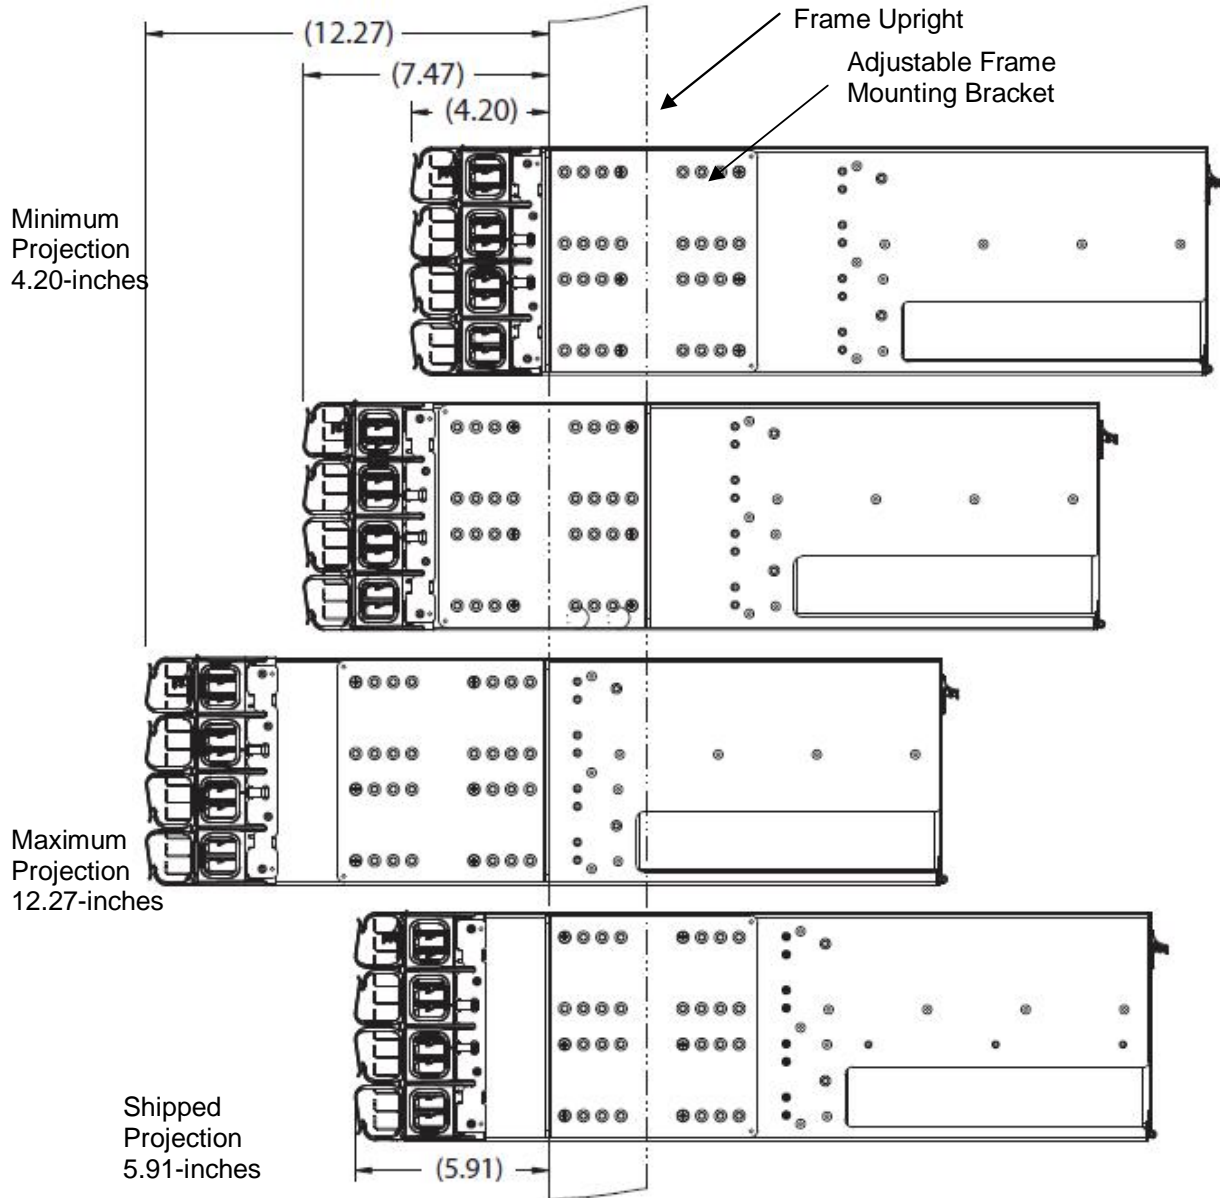 Frame Upright
(12.27)
(7.47)
Adjustable Frame
Mounting Bracket
(4.20)
Minimum
Projection
4.20-inches
Maximum
Projection
12.27-inches
Shipped
Projection
5.91-inches
(5.91)